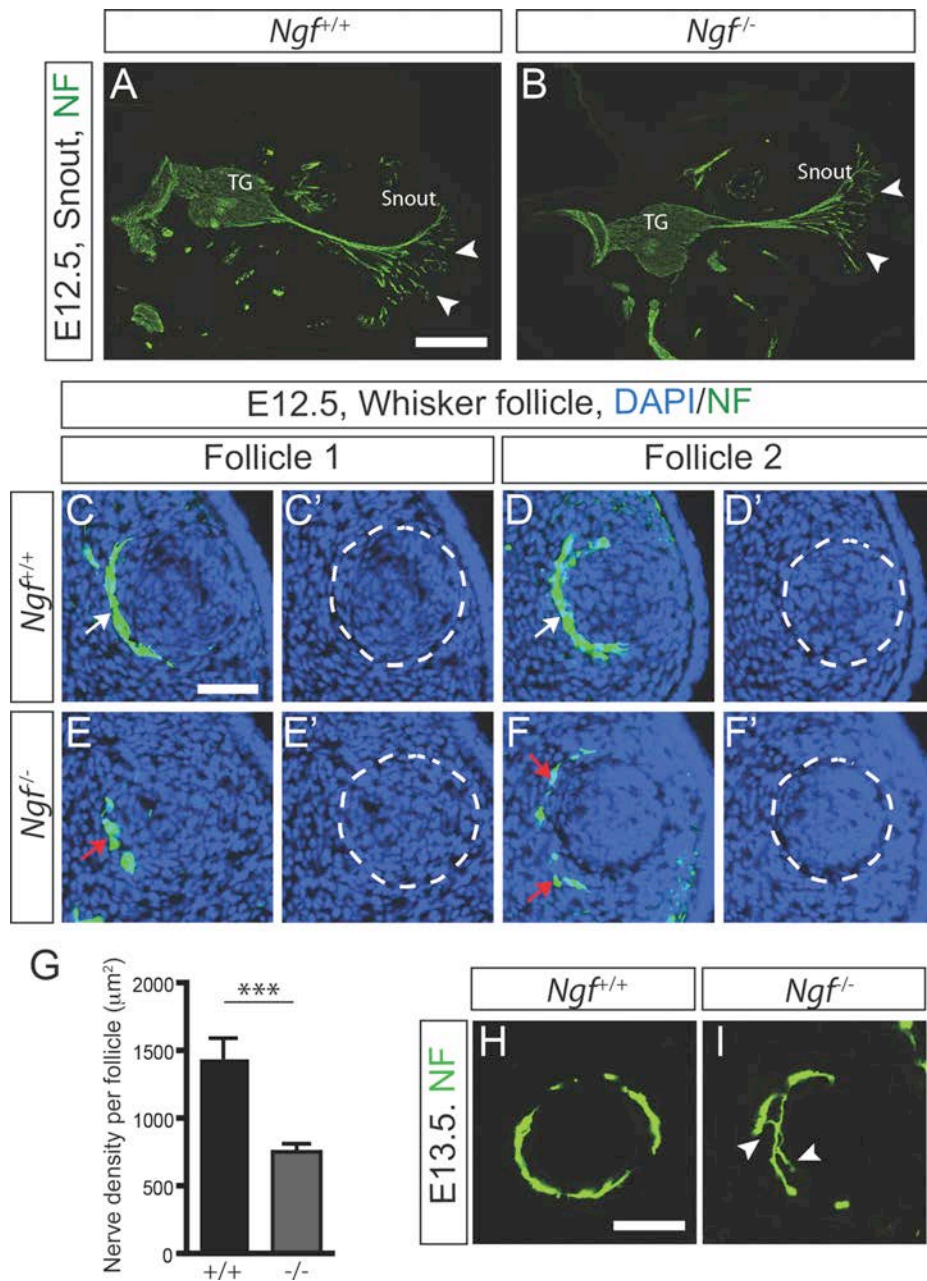 Ngf+/+
Ngf-/-
E12.5, Snout, NF
A
TG
Snout
B
TG
Snout
E12.5, Whisker follicle, DAPI/NF
Follicle 1
Follicle 2
Ngf+/+
C
C'
D
D'
Ngf-/-
E
E'
F
F'
G
Nerve density per follicle (μm²)
2000
1500
1000
500
0
***
+/+
-/-
Ngf+/+
Ngf-/-
E13.5. NF
H
I